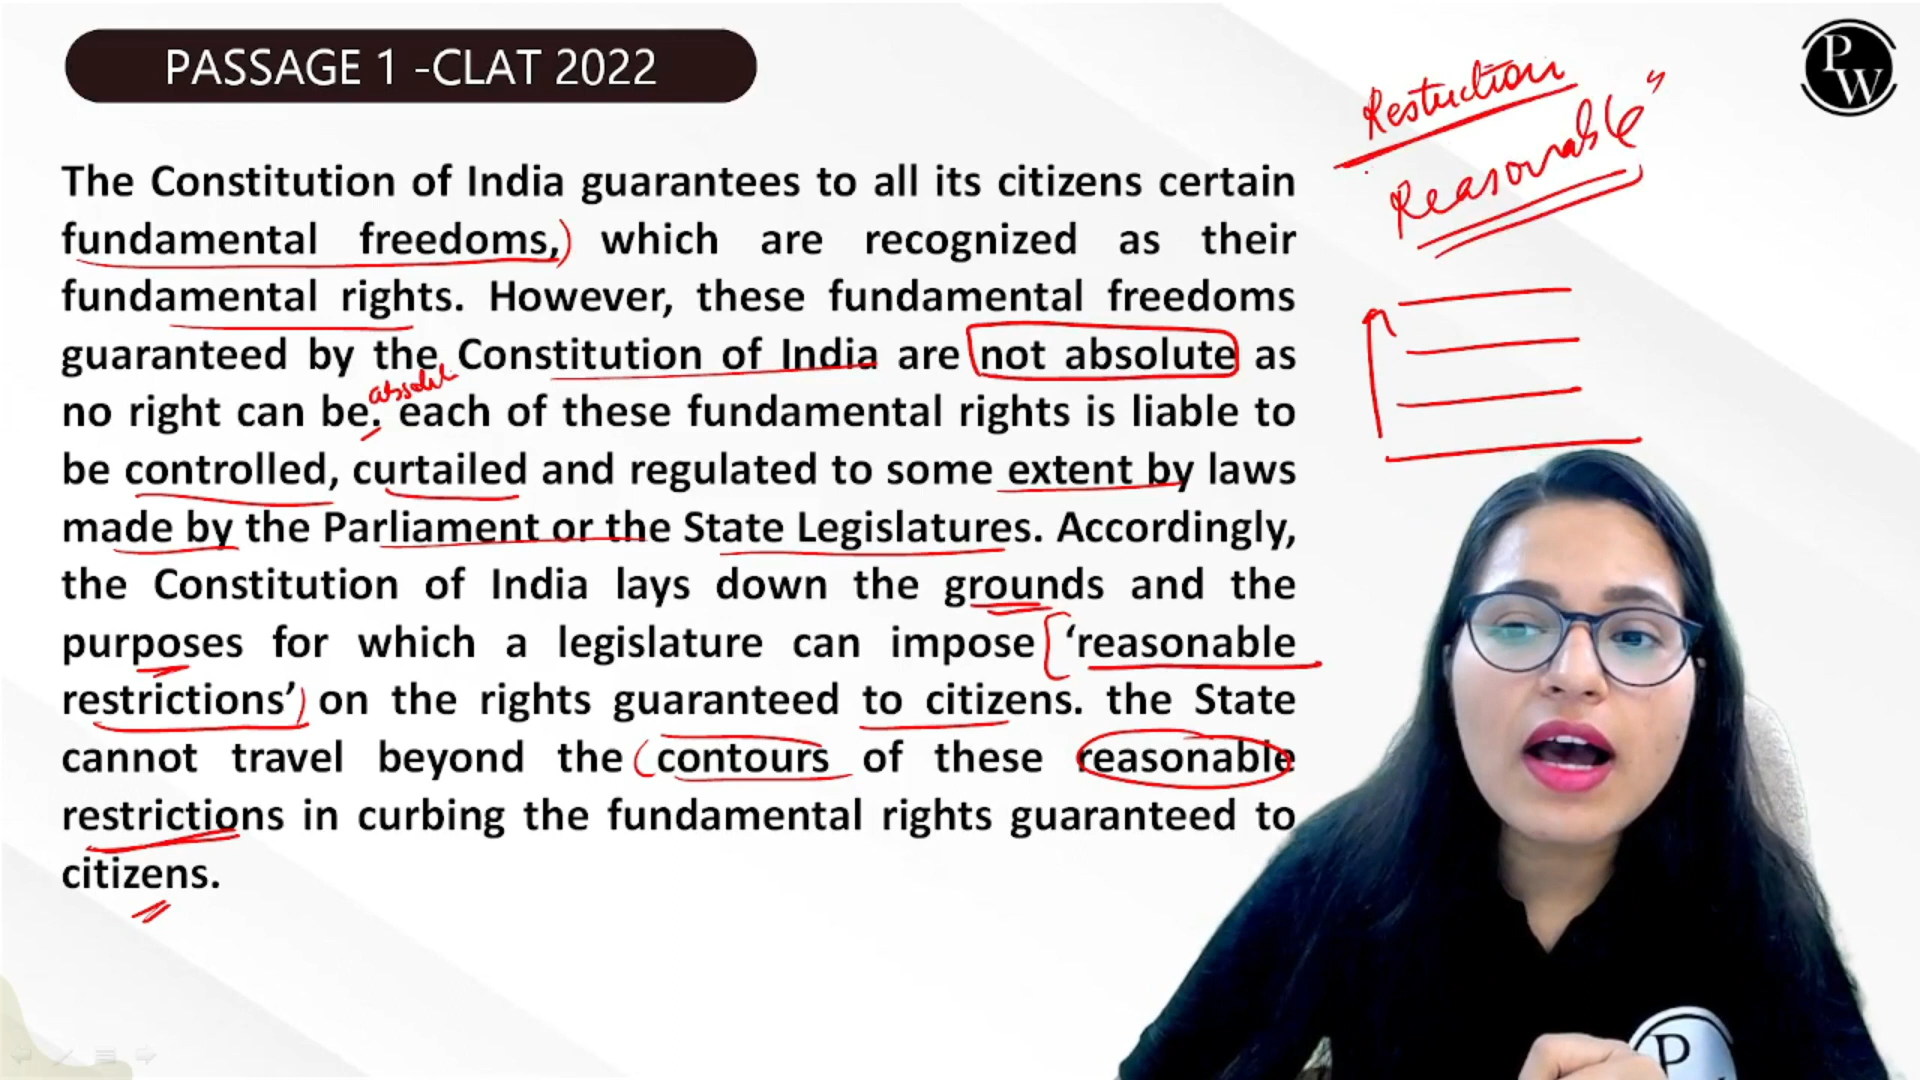 PASSAGE 1 -CLAT 2022
PW
Restriction
Reasonable"
The Constitution of India guarantees to all its citizens certain
fundamental freedoms, which are recognized as their
fundamental rights. However, these fundamental freedoms
guaranteed by the Constitution of India are not absolute as
absolute
no right can be. each of these fundamental rights is liable to
be controlled, curtailed and regulated to some extent by laws
made by the Parliament or the State Legislatures. Accordingly,
the Constitution of India lays down the grounds and the
purposes for which a legislature can impose ‘reasonable
restrictions’ on the rights guaranteed to citizens. the State
cannot travel beyond the contours of these reasonable
restrictions in curbing the fundamental rights guaranteed to
citizens.
P